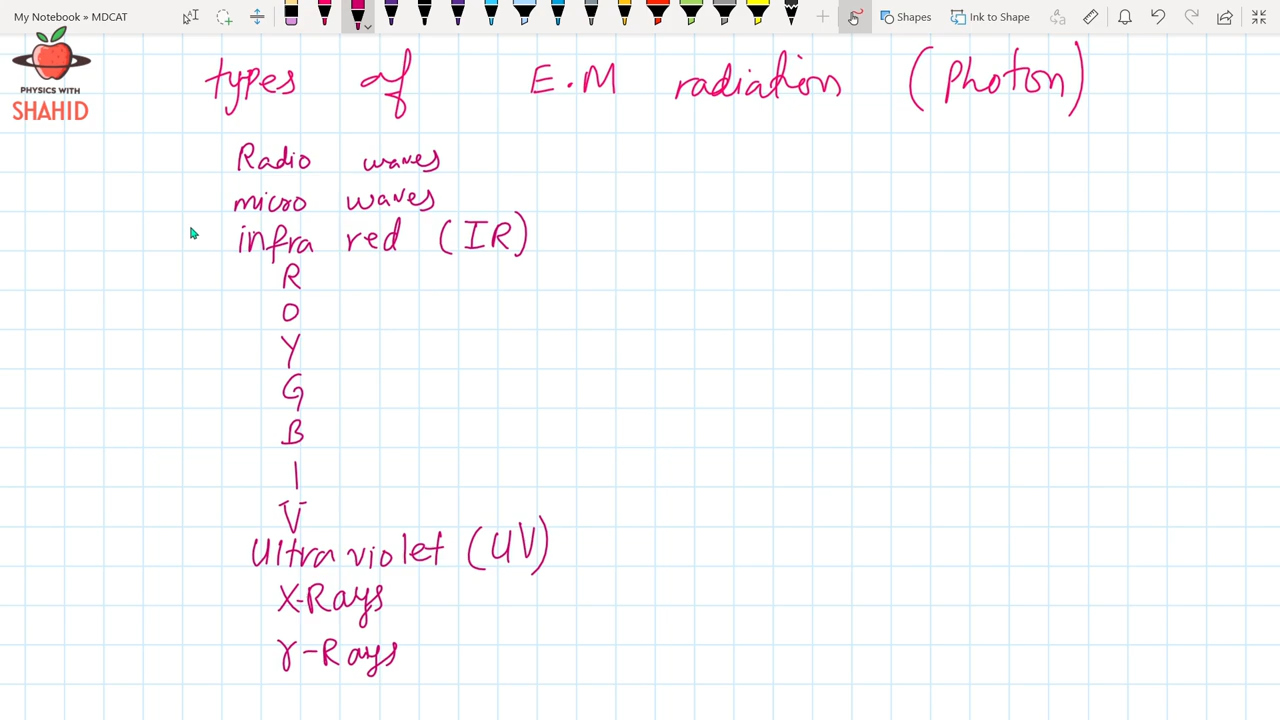 My Notebook » MDCAT
Shapes
Ink to Shape
PHYSICS WITH
SHAHID
types of E.M radiation (Photon)
Radio waves
micro waves
infra red (IR)
R
O
Y
G
B
I
V
Ultra violet (UV)
X-Rays
γ-Rays